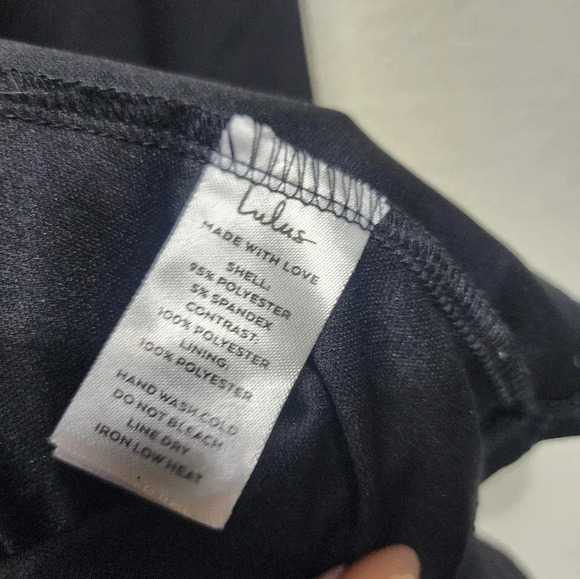 Lulus
MADE WITH LOVE
SHELL:
95% POLYESTER
5% SPANDEX
CONTRAST:
100% POLYESTER
LINING:
100% POLYESTER
HAND WASH COLD
DO NOT BLEACH
LINE DRY
IRON LOW HEAT